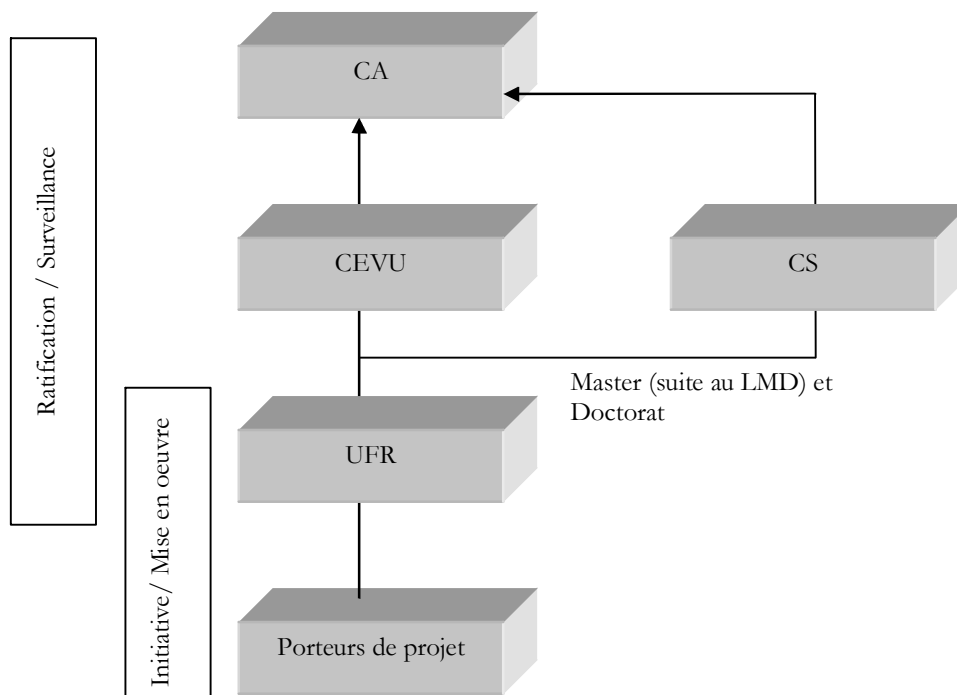 CA
Ratification / Surveillance
CEVU
CS
Master (suite au LMD) et
Doctorat
UFR
Initiative/ Mise en oeuvre
Porteurs de projet